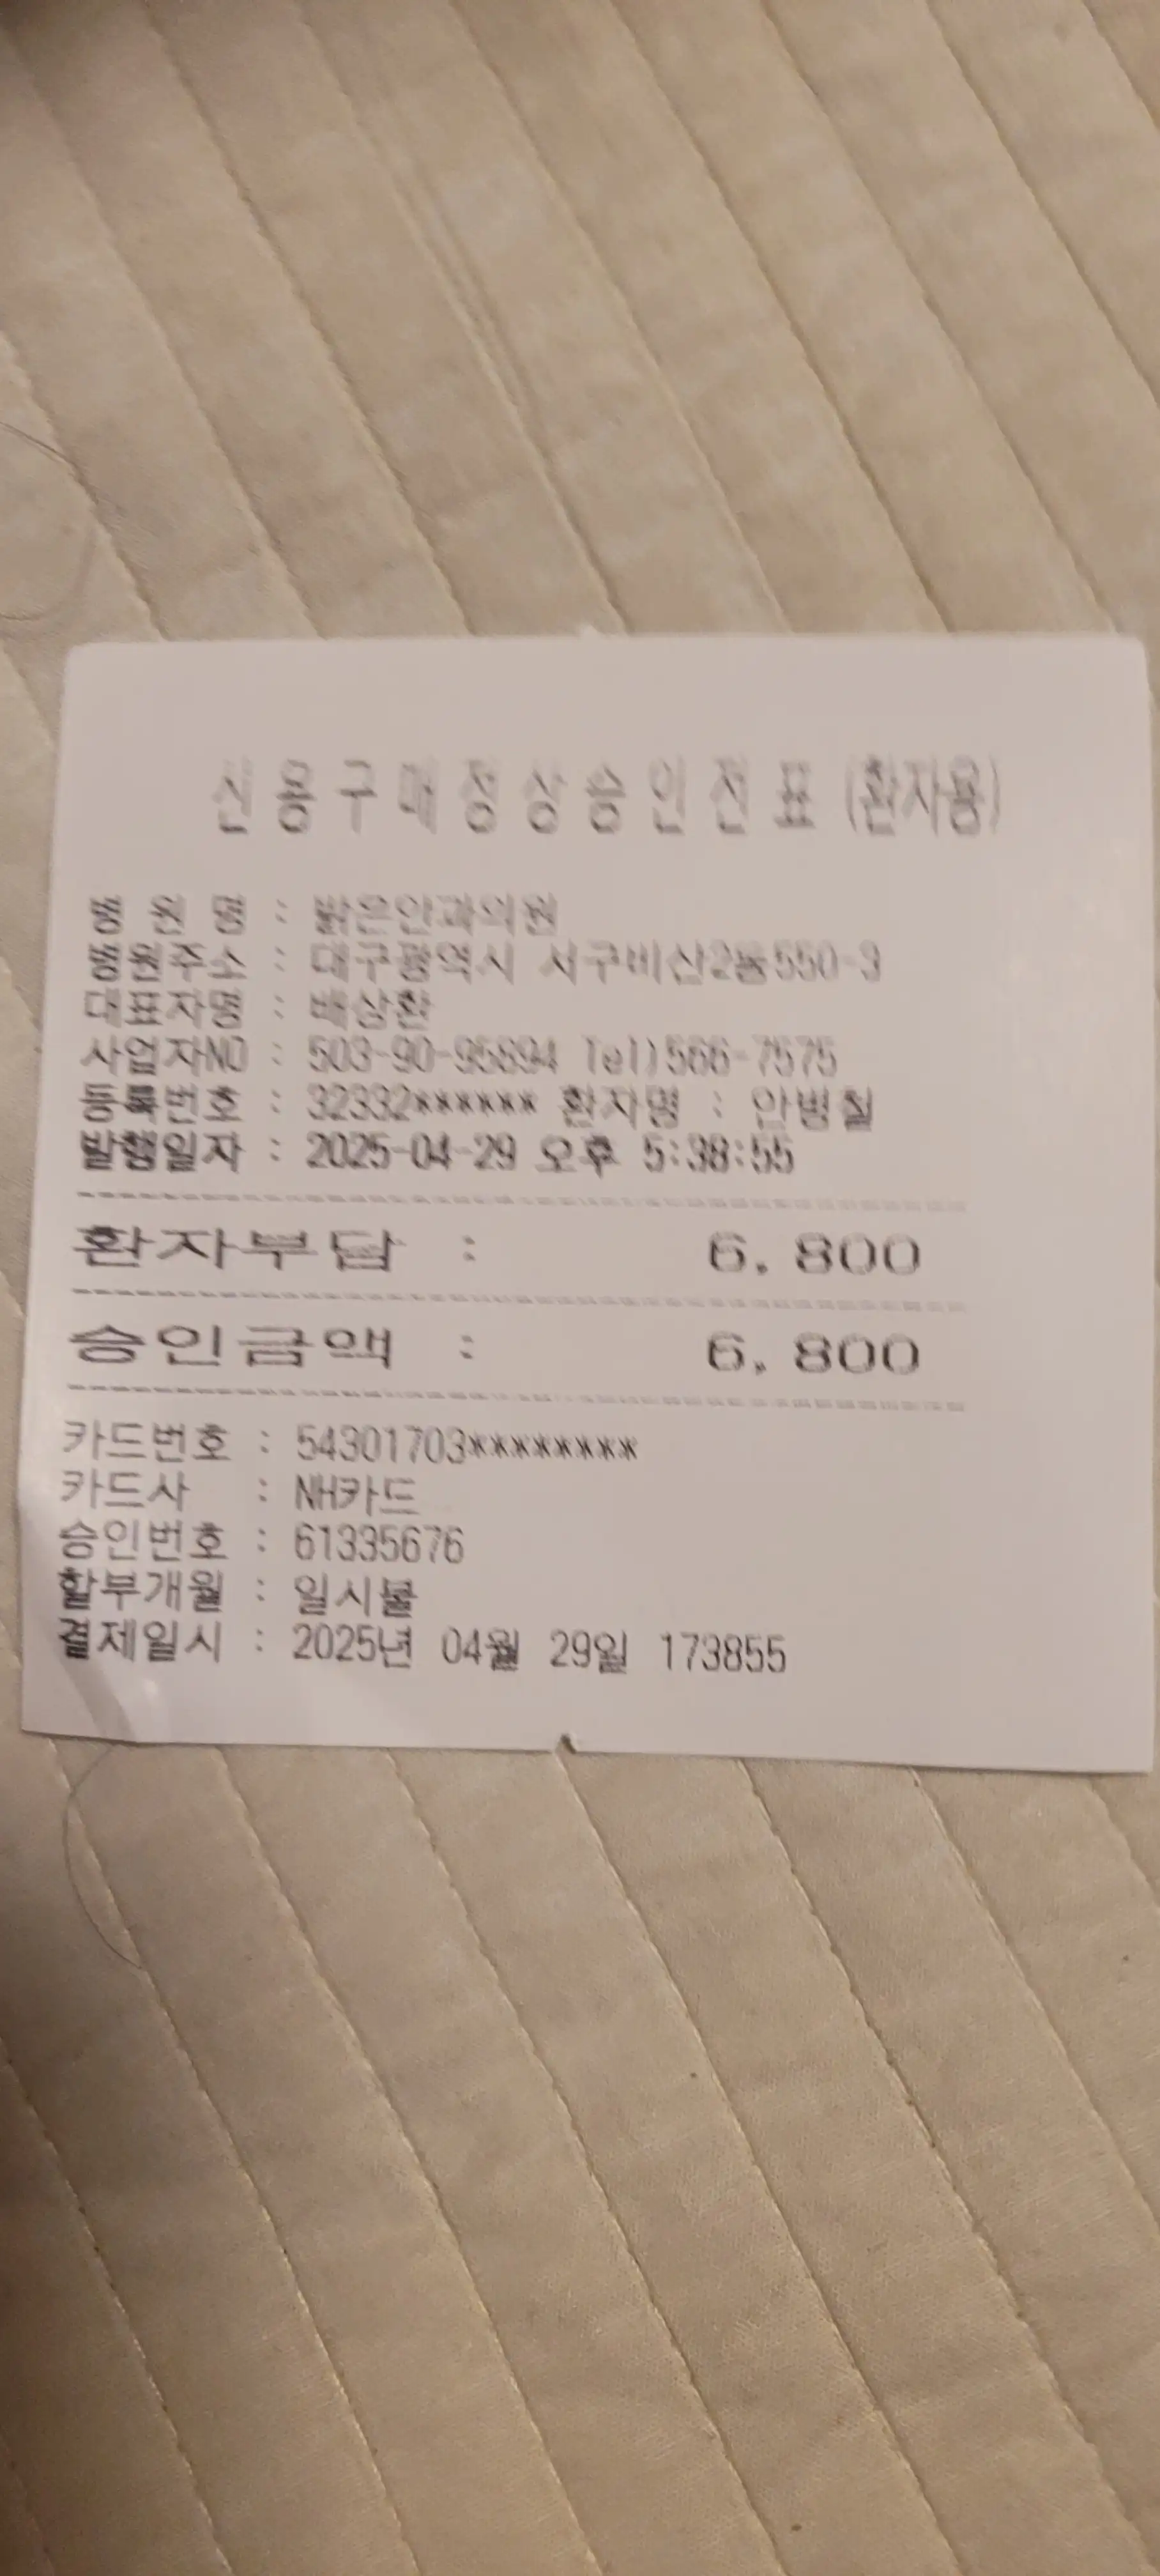 신용구매정상승인전표(환자용)
병 원 명 : 밝은안과의원
병원주소 : 대구광역시 서구비산2동550-3
대표자명 : 배상환
사업자NO : 503-90-95894 Tel)566-7575
등록번호 : 32332****** 환자명 : 안병칠
발행일자 : 2025-04-29 오후 5:38:55
환자부담 : 6,800
승인금액 : 6,800
카드번호 : 54301703********
카드사 : NH카드
승인번호 : 61335676
할부개월 : 일시불
결제일시 : 2025년 04월 29일 173855